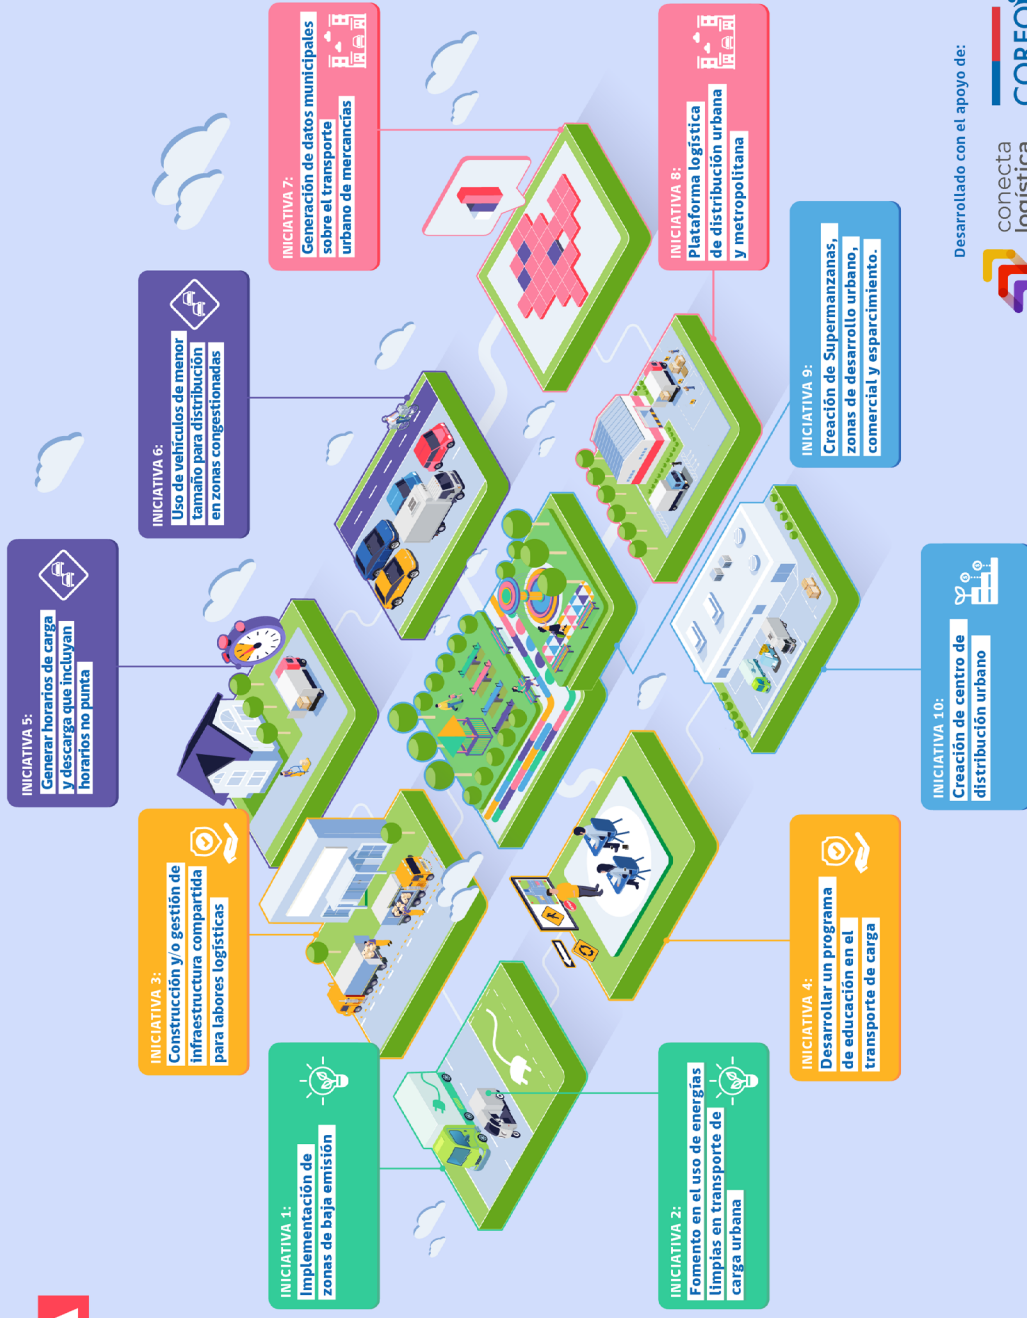 INICIATIVA 1:
Implementación de
zonas de baja emisión
INICIATIVA 2:
Fomento en el uso de energías
limpias en transporte de
carga urbana
INICIATIVA 3:
Construcción y/o gestión de
infraestructura compartida
para labores logísticas
INICIATIVA 4:
Desarrollar un programa
de educación en el
transporte de carga
INICIATIVA 5:
Generar horarios de carga
y descarga que incluyan
horarios no punta
INICIATIVA 6:
Uso de vehículos de menor
tamaño para distribución
en zonas congestionadas
INICIATIVA 7:
Generación de datos municipales
sobre el transporte
urbano de mercancías
INICIATIVA 8:
Plataforma logística
de distribución urbana
y metropolitana
INICIATIVA 9:
Creación de Supermanzanas,
zonas de desarrollo urbano,
comercial y esparcimiento.
INICIATIVA 10:
Creación de centro de
distribución urbano
Desarrollado con el apoyo de:
conecta
logística
CORFO